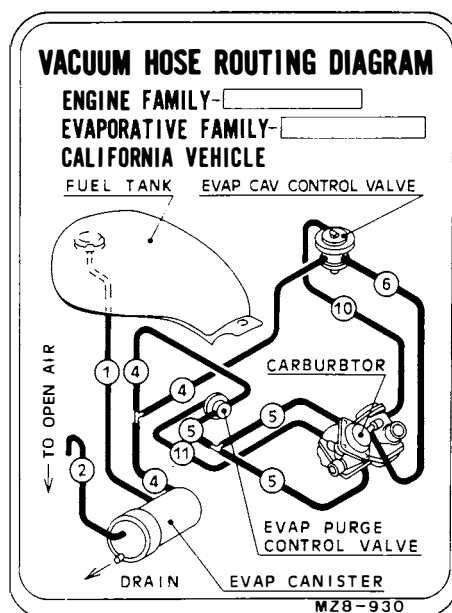 VACUUM HOSE ROUTING DIAGRAM
ENGINE FAMILY-
EVAPORATIVE FAMILY-
CALIFORNIA VEHICLE
FUEL TANK
EVAP CAV CONTROL VALVE
6
10
1
4
4
CARBURBTOR
TO OPEN AIR
5
5
11
2
4
5
EVAP PURGE
CONTROL VALVE
DRAIN
EVAP CANISTER
MZ8-930